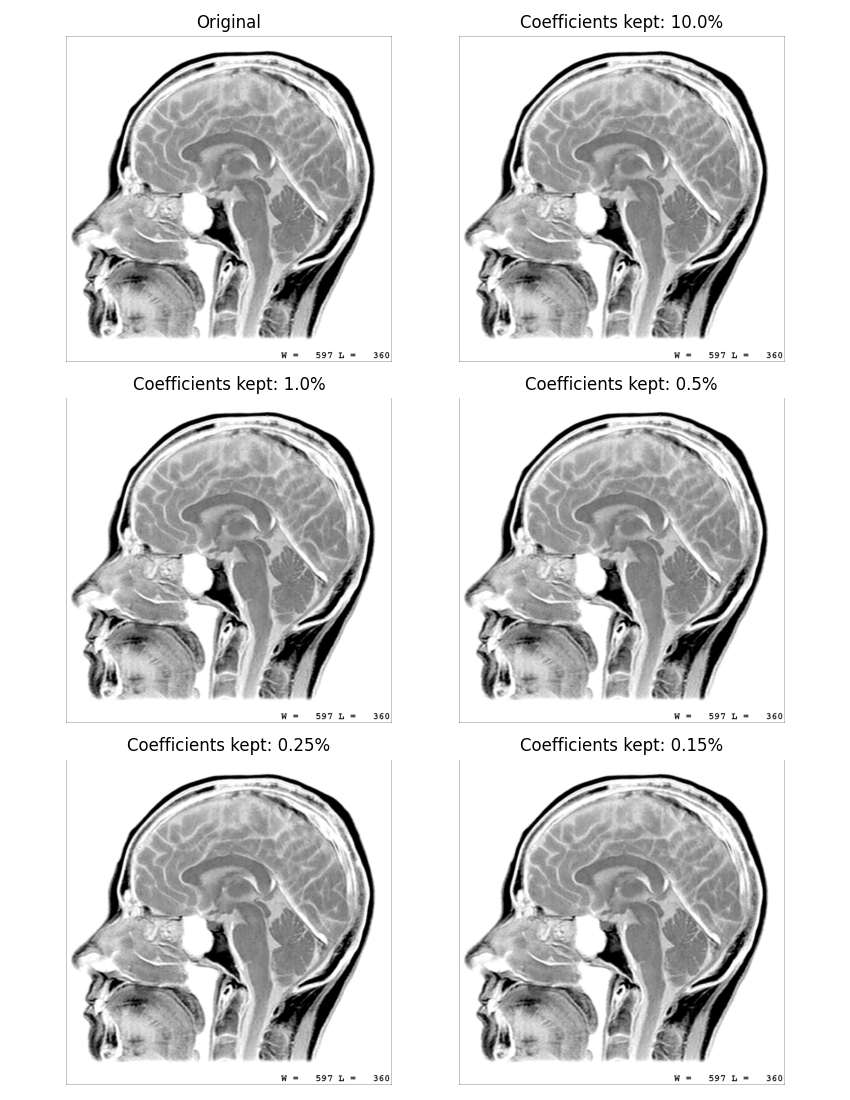 Original
Coefficients kept: 10.0%
W = 597 L = 360
W = 597 L = 360
Coefficients kept: 1.0%
Coefficients kept: 0.5%
W = 597 L = 360
W = 597 L = 360
Coefficients kept: 0.25%
Coefficients kept: 0.15%
W = 597 L = 360
W = 597 L = 360